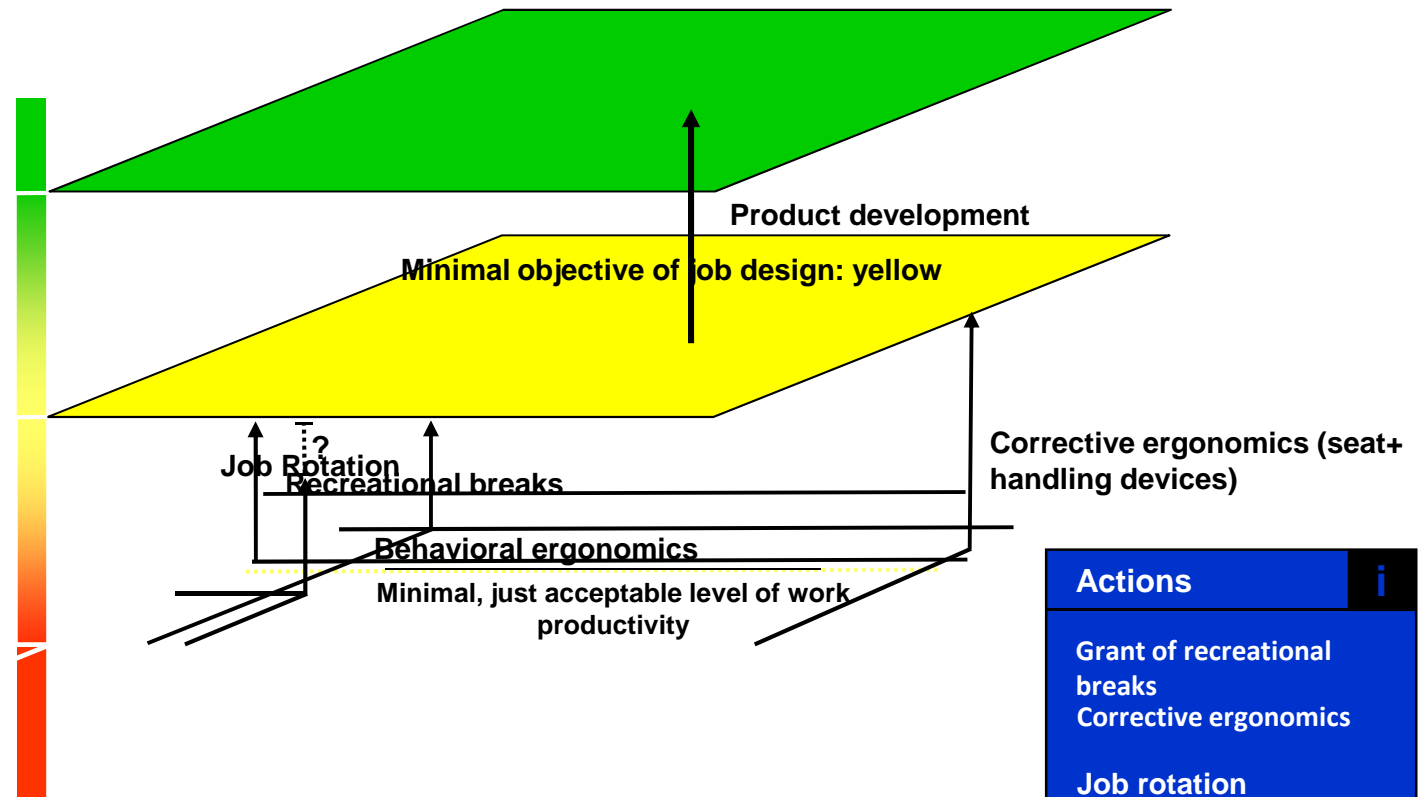 Product development
Minimal objective of job design: yellow
?
Job Rotation
Recreational breaks
Corrective ergonomics (seat+
handling devices)
Behavioral ergonomics
Minimal, just acceptable level of work
productivity
Actions
i
Grant of recreational
breaks
Corrective ergonomics
Job rotation